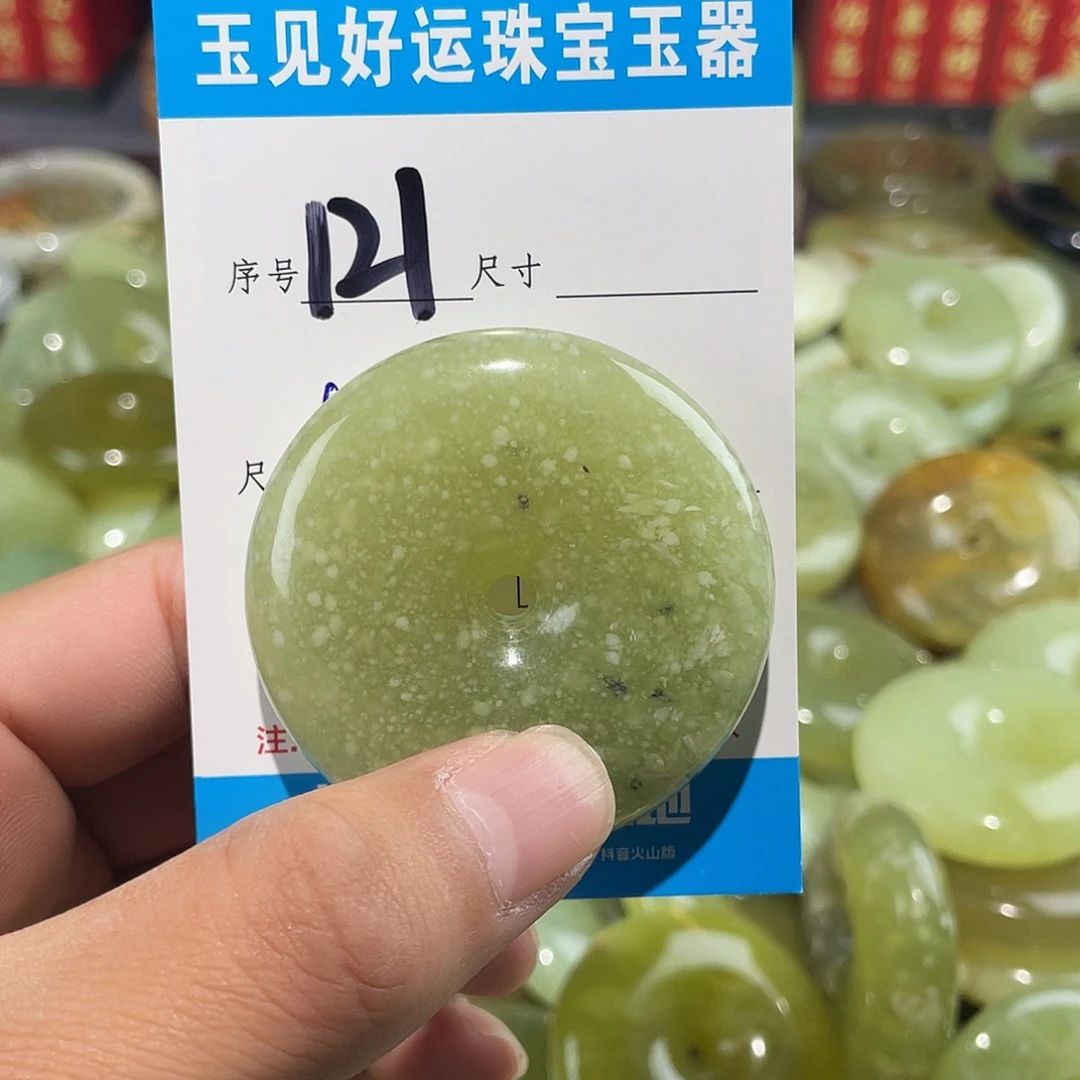 玉见好运珠宝玉器
序号 121 尺寸
尺
注.
抖音火山版